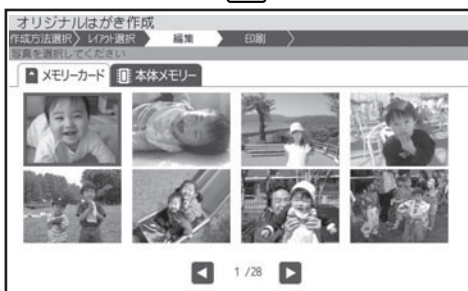 オリジナルはがき作成
作成方法選択 レイアウト選択 編集 印刷
写真を選択してください
メモリーカード 本体メモリー
1 /28